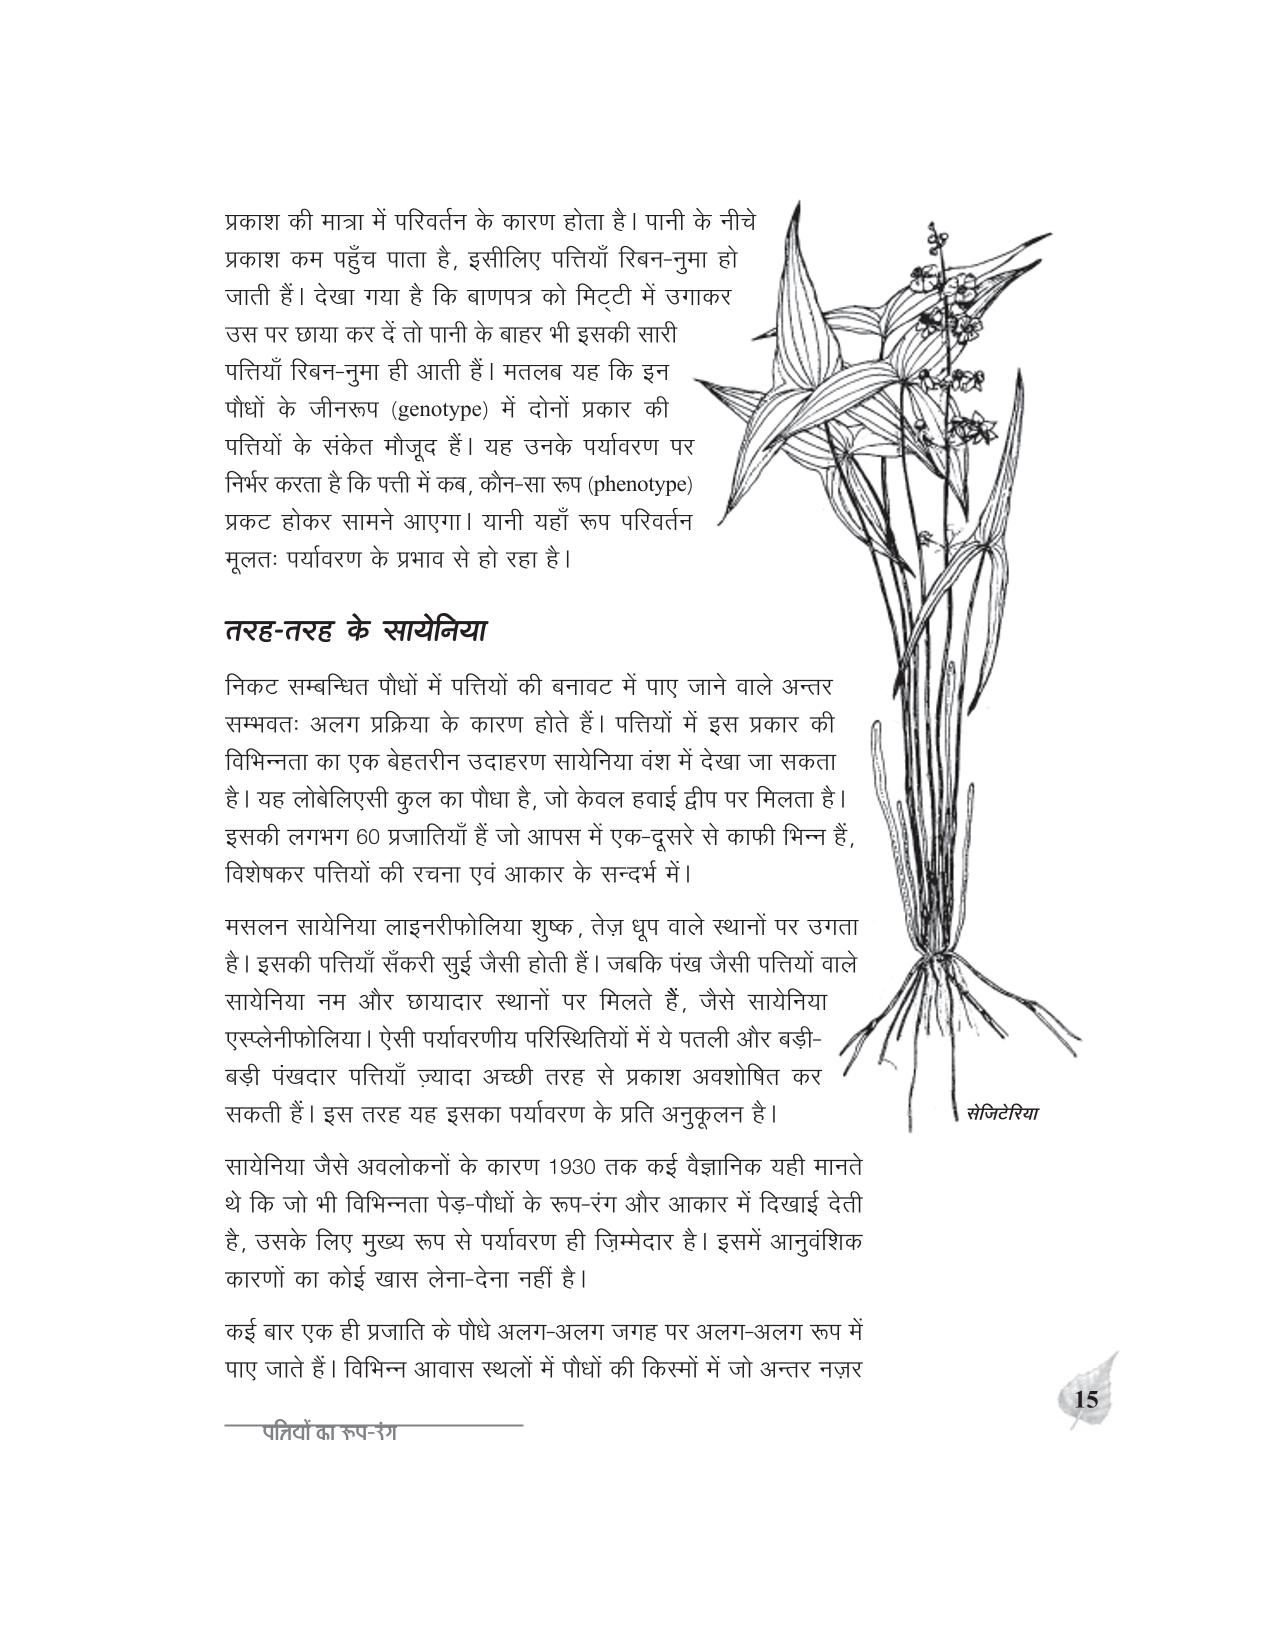 प्रकाश की मात्रा में परिवर्तन के कारण होता है। पानी के नीचे
प्रकाश कम पहुँच पाता है, इसीलिए पत्तियाँ रिबन-नुमा हो
जाती हैं। देखा गया है कि बाणपत्र को मिट्टी में उगाकर
उस पर छाया कर दें तो पानी के बाहर भी इसकी सारी
पत्तियाँ रिबन-नुमा ही आती हैं। मतलब यह कि इन
पौधों के जीनरूप (genotype) में दोनों प्रकार की
पत्तियों के संकेत मौजूद हैं। यह उनके पर्यावरण पर
निर्भर करता है कि पत्ती में कब, कौन-सा रूप (phenotype)
प्रकट होकर सामने आएगा। यानी यहाँ रूप परिवर्तन
मूलतः पर्यावरण के प्रभाव से हो रहा है।
तरह-तरह के सायेनिया
निकट सम्बन्धित पौधों में पत्तियों की बनावट में पाए जाने वाले अन्तर
सम्भवतः अलग प्रक्रिया के कारण होते हैं। पत्तियों में इस प्रकार की
विभिन्नता का एक बेहतरीन उदाहरण सायेनिया वंश में देखा जा सकता
है। यह लोबेलिएसी कुल का पौधा है, जो केवल हवाई द्वीप पर मिलता है।
इसकी लगभग 60 प्रजातियाँ हैं जो आपस में एक-दूसरे से काफी भिन्न हैं,
विशेषकर पत्तियों की रचना एवं आकार के सन्दर्भ में।
मसलन सायेनिया लाइनरीफोलिया शुष्क, तेज़ धूप वाले स्थानों पर उगता
है। इसकी पत्तियाँ सँकरी सुई जैसी होती हैं। जबकि पंख जैसी पत्तियों वाले
सायेनिया नम और छायादार स्थानों पर मिलते हैं, जैसे सायेनिया
एस्प्लेनीफोलिया। ऐसी पर्यावरणीय परिस्थितियों में ये पतली और बड़ी-
बड़ी पंखदार पत्तियाँ ज़्यादा अच्छी तरह से प्रकाश अवशोषित कर
सकती हैं। इस तरह यह इसका पर्यावरण के प्रति अनुकूलन है।
सेजिटेरिया
सायेनिया जैसे अवलोकनों के कारण 1930 तक कई वैज्ञानिक यही मानते
थे कि जो भी विभिन्नता पेड़-पौधों के रूप-रंग और आकार में दिखाई देती
है, उसके लिए मुख्य रूप से पर्यावरण ही ज़िम्मेदार है। इसमें आनुवंशिक
कारणों का कोई खास लेना-देना नहीं है।
कई बार एक ही प्रजाति के पौधे अलग-अलग जगह पर अलग-अलग रूप में
पाए जाते हैं। विभिन्न आवास स्थलों में पौधों की किस्मों में जो अन्तर नज़र
15
पत्तियों का रूप-रंग